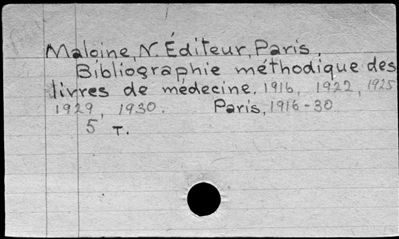 Maloine, N. Éditeur, Paris.
Bibliographie méthodique des
livres de médecine. 1916, 1922, 1925
1929, 1930. Paris, 1916-30
5 T.